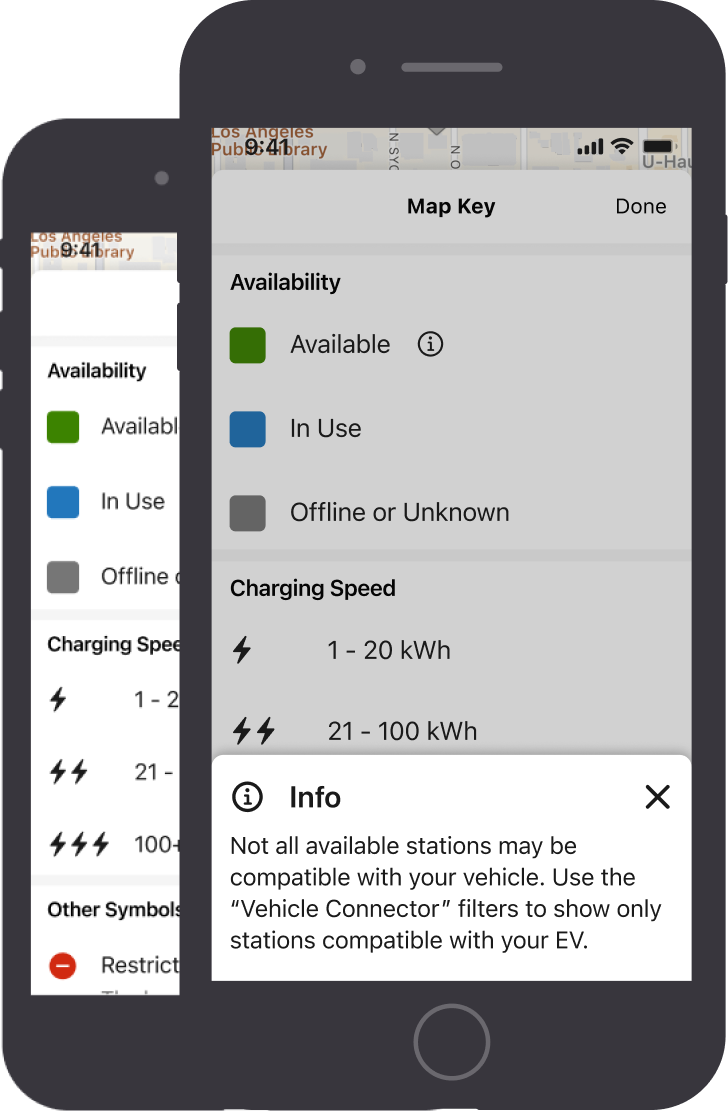 Los Angeles
Public Library
9:41
N SYC
N O
U-Hau
Map Key
Done
Availability
Available
In Use
Offline or Unknown
Charging Speed
1 - 20 kWh
21 - 100 kWh
Info
Not all available stations may be
compatible with your vehicle. Use the
“Vehicle Connector” filters to show only
stations compatible with your EV.
Los Angeles
Public Library
9:41
Availability
Availabl
In Use
Offline
Charging Spee
1 - 2
21 -
100+
Other Symbols
Restrict